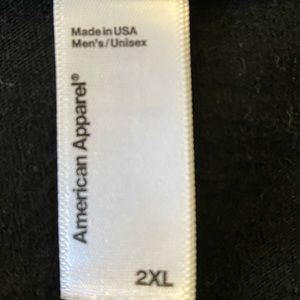 Made in USA
Men's/Unisex
American Apparel®
2XL